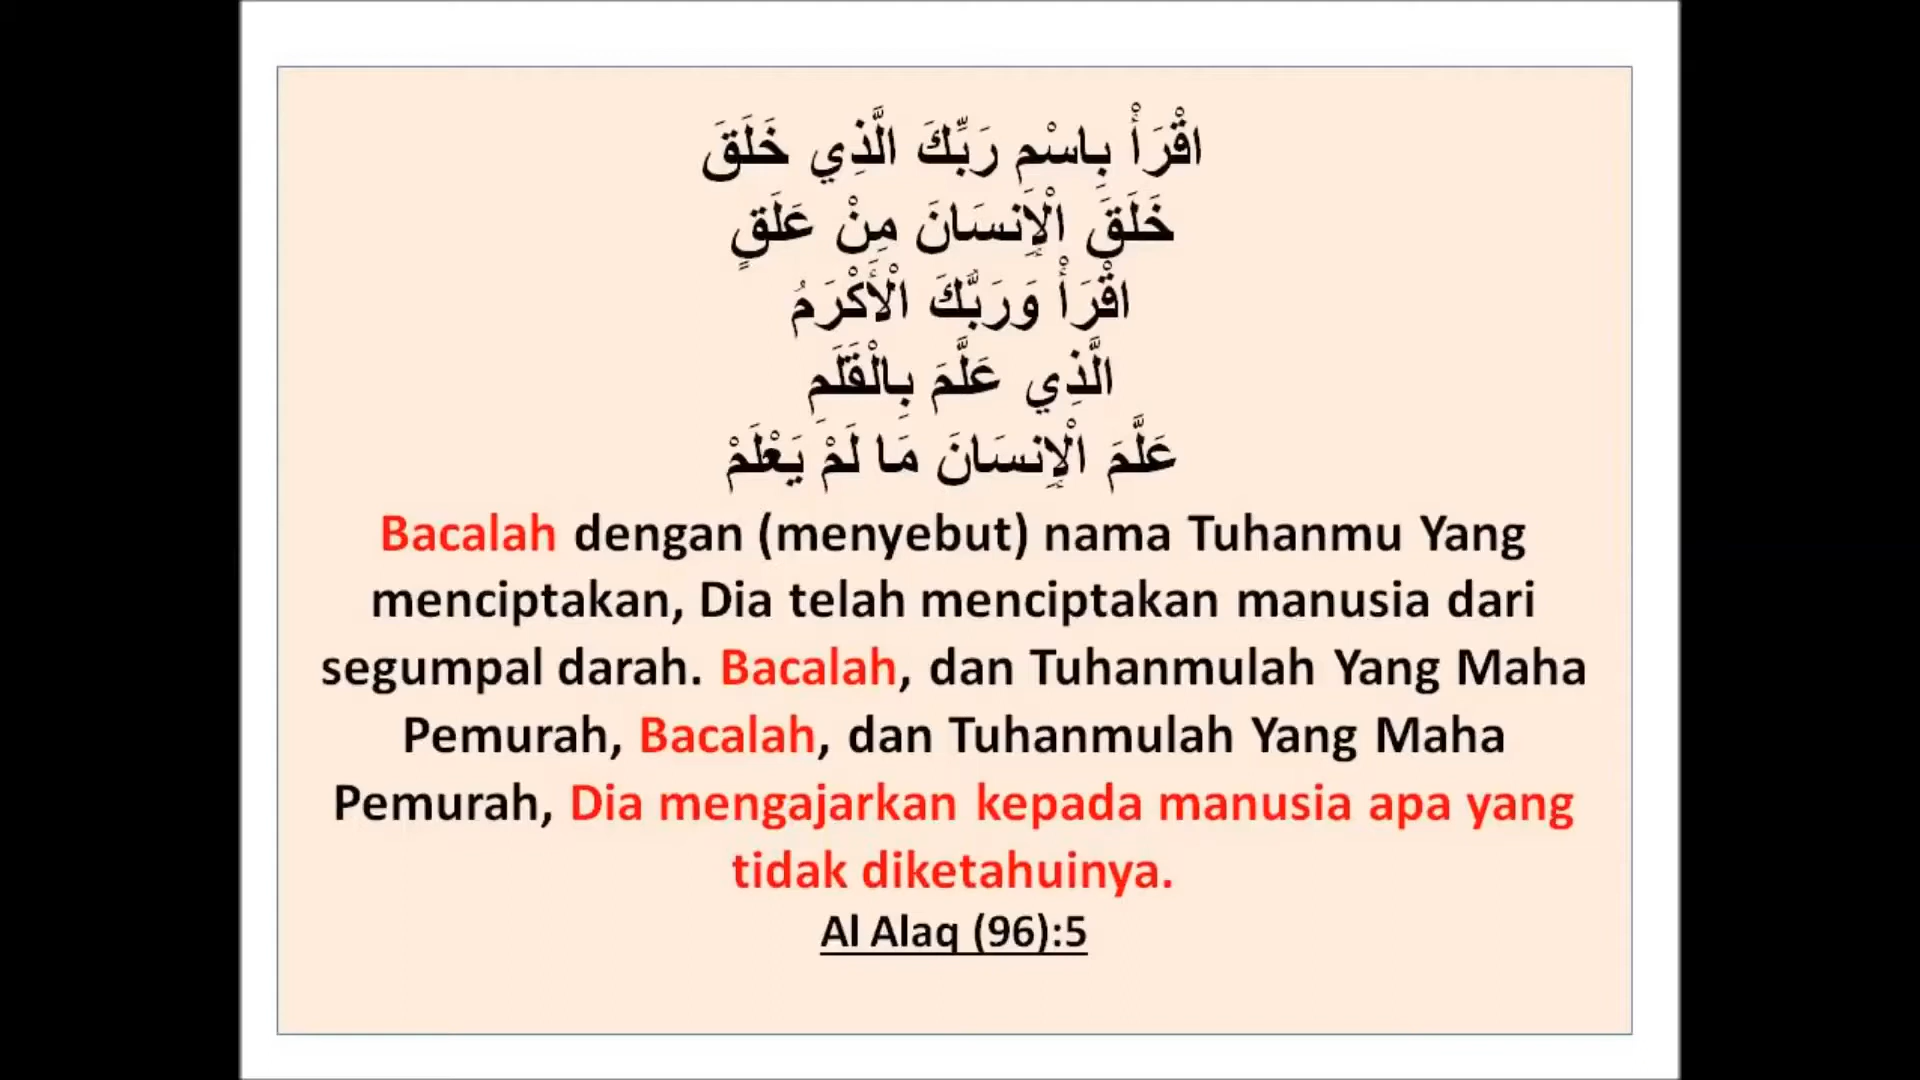 اقْرَأْ بِاسْمِ رَبِّكَ الَّذِي خَلَقَ
خَلَقَ الْإِنسَانَ مِنْ عَلَقٍ
اقْرَأْ وَرَبُّكَ الْأَكْرَمُ
الَّذِي عَلَّمَ بِالْقَلَمِ
عَلَّمَ الْإِنسَانَ مَا لَمْ يَعْلَمْ
Bacalah dengan (menyebut) nama Tuhanmu Yang
menciptakan, Dia telah menciptakan manusia dari
segumpal darah. Bacalah, dan Tuhanmulah Yang Maha
Pemurah, Bacalah, dan Tuhanmulah Yang Maha
Pemurah, Dia mengajarkan kepada manusia apa yang
tidak diketahuinya.
Al Alaq (96):5